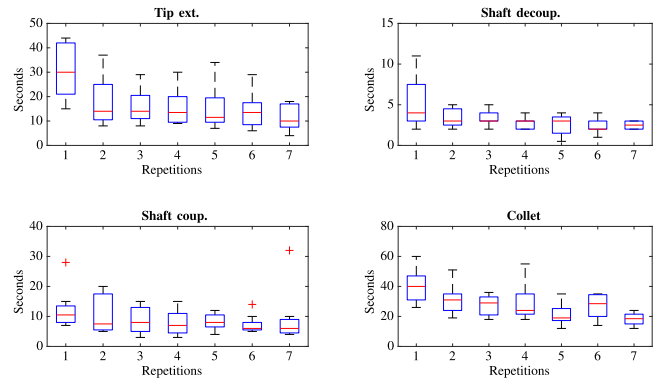 Tip ext.
50
40
30
20
10
0
Seconds
1 2 3 4 5 6 7
Repetitions
Shaft decoup.
15
10
5
0
Seconds
1 2 3 4 5 6 7
Repetitions
Shaft coup.
40
30
20
10
0
Seconds
1 2 3 4 5 6 7
Repetitions
Collet
80
60
40
20
0
Seconds
1 2 3 4 5 6 7
Repetitions